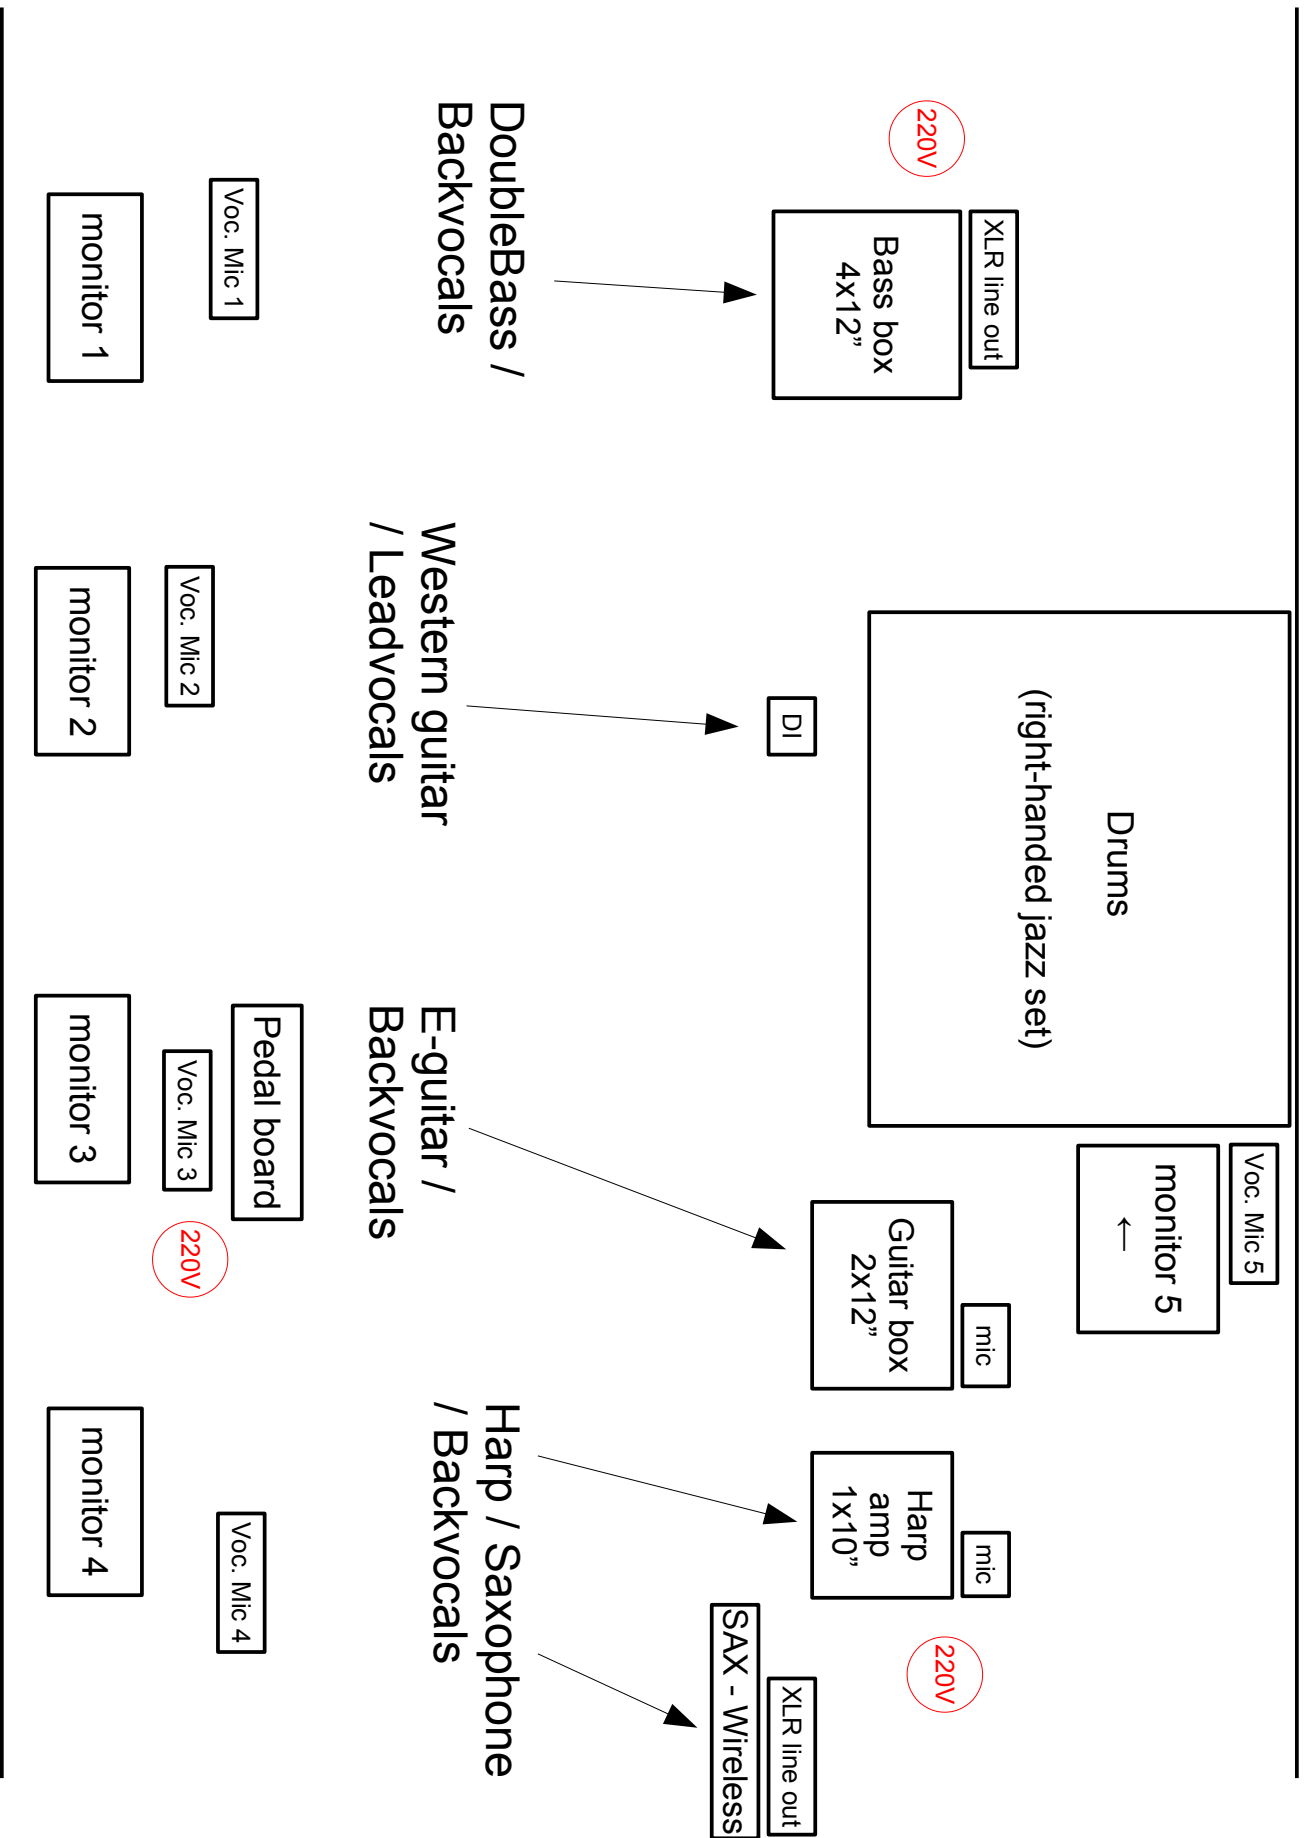 220V
XLR line out
Bass box
4x12”
DoubleBass /
Backvocals
Voc. Mic 1
monitor 1
Drums
(right-handed jazz set)
DI
Western guitar
/ Leadvocals
Voc. Mic 2
monitor 2
Voc. Mic 5
monitor 5
←
mic
Guitar box
2x12”
E-guitar /
Backvocals
Pedal board
Voc. Mic 3
220V
monitor 3
mic
Harp
amp
1x10”
220V
XLR line out
SAX - Wireless
Harp / Saxophone
/ Backvocals
Voc. Mic 4
monitor 4